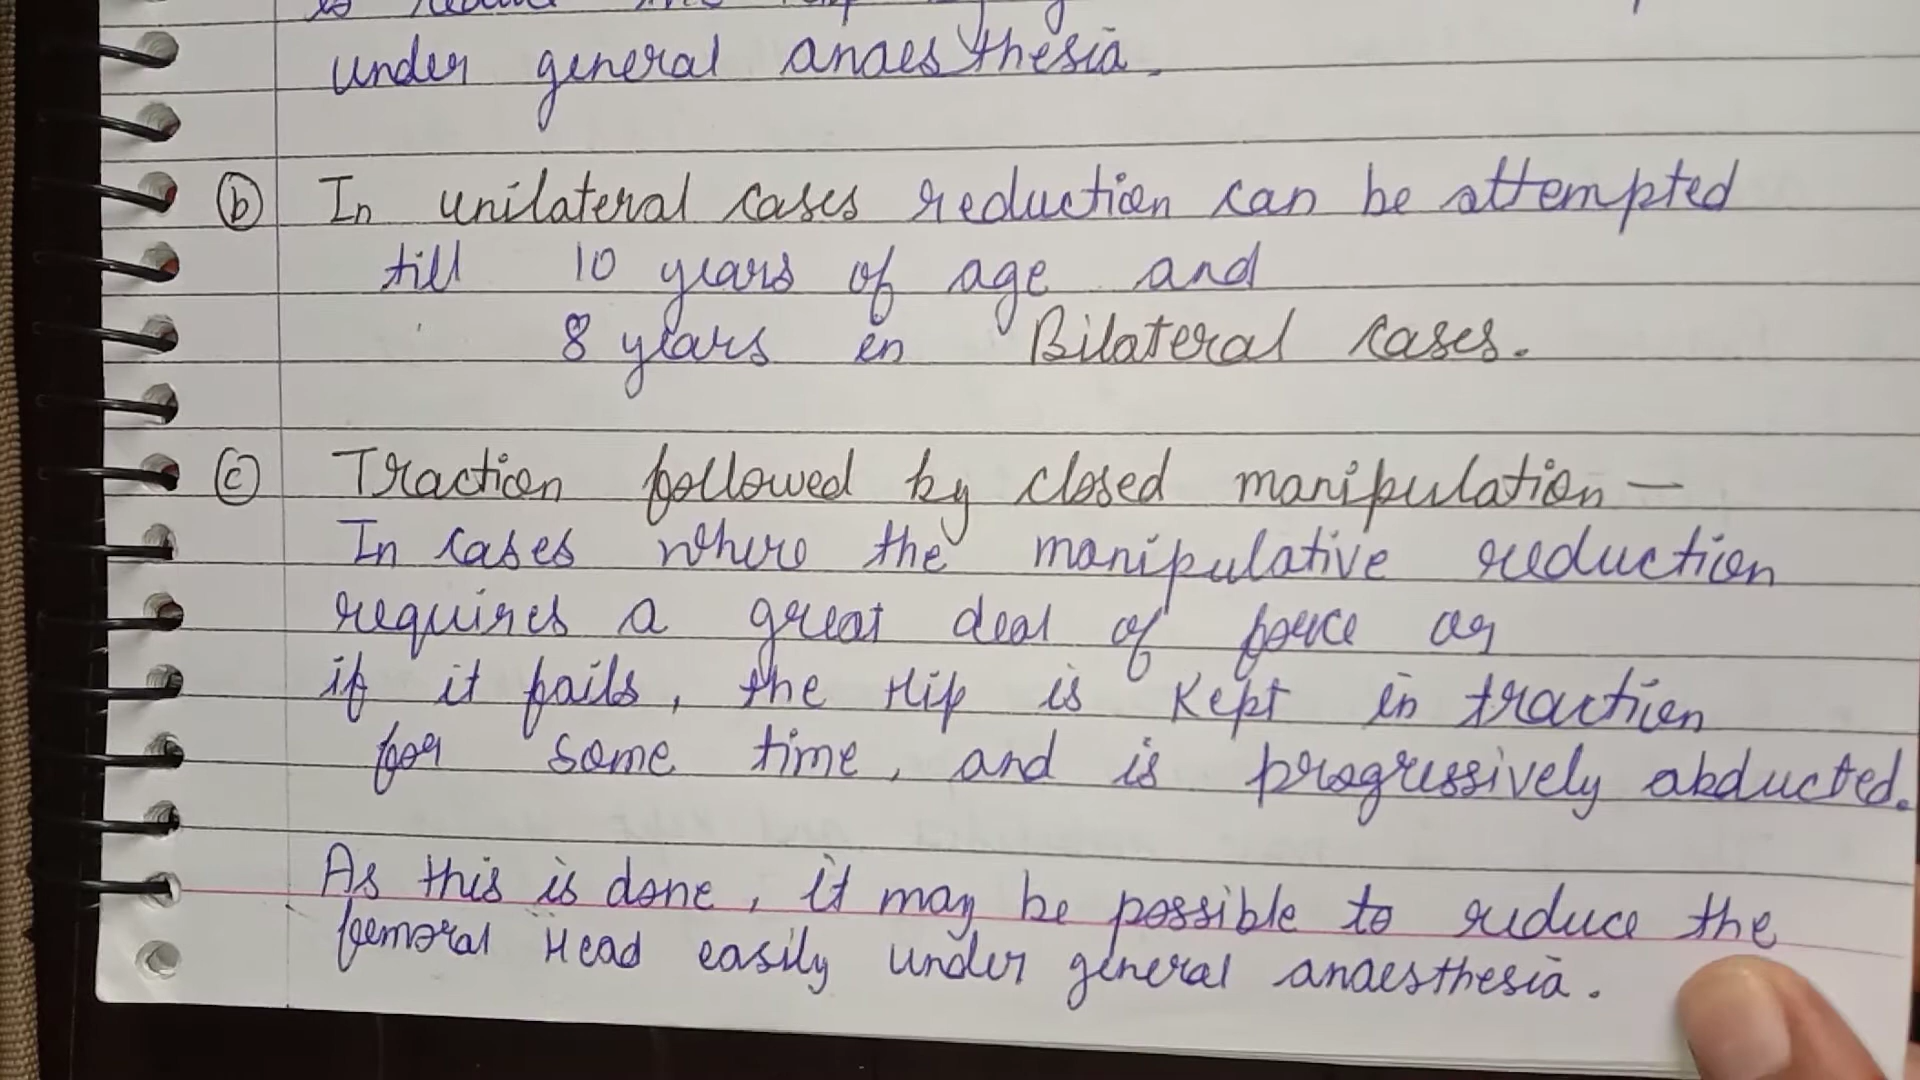 under general anaesthesia.
(b) In unilateral cases reduction can be attempted
till 10 years of age and
8 years in Bilateral cases.
(c) Traction followed by closed manipulation —
In cases where the manipulative reduction
requires a great deal of force or
if it fails, the Hip is Kept in traction
for some time, and is progressively abducted.
As this is done, it may be possible to reduce the
femoral Head easily under general anaesthesia.